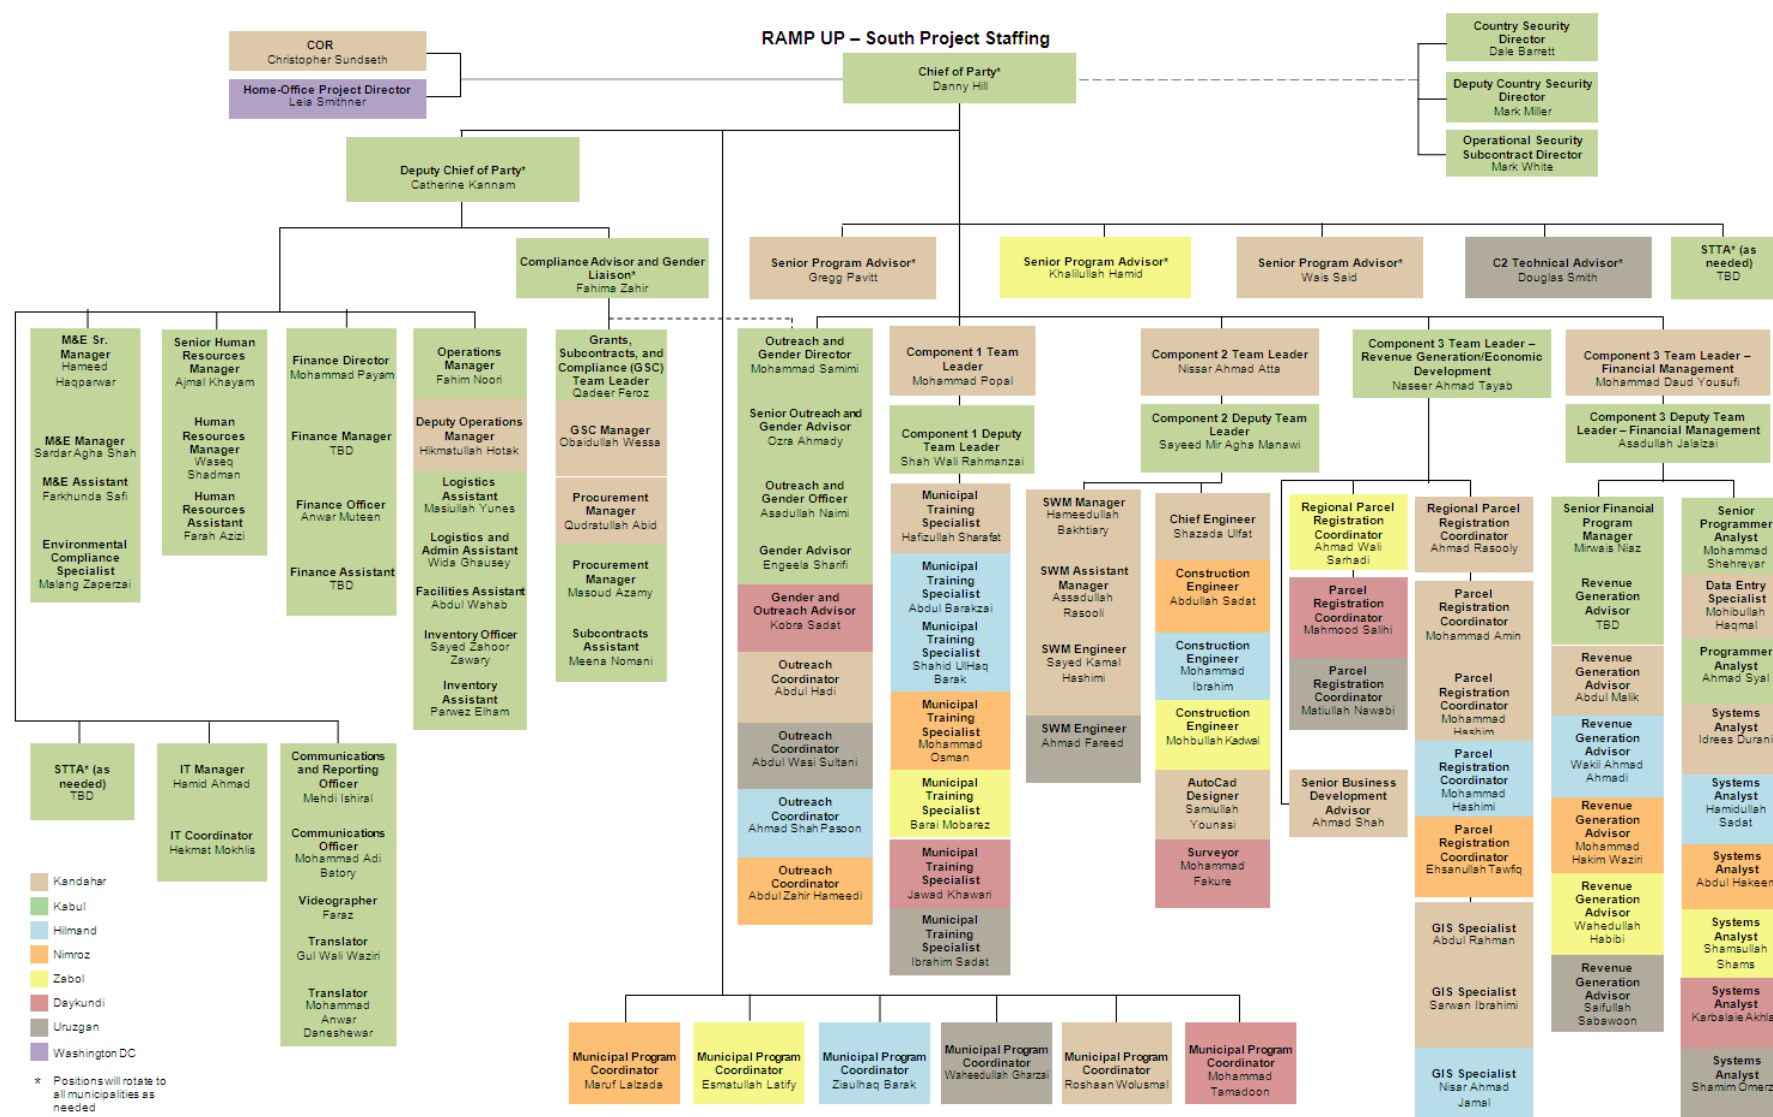 RAMP UP – South Project Staffing
COR
Christopher Sundseth
Home-Office Project Director
Leia Smithner
Chief of Party*
Danny Hill
Country Security
Director
Dale Barrett
Deputy Country Security
Director
Mark Miller
Operational Security
Subcontract Director
Mark White
Deputy Chief of Party*
Catherine Kannam
Compliance Advisor and Gender
Liaison*
Fahima Zahir
Senior Program Advisor*
Gregg Pavitt
Senior Program Advisor*
Khalilullah Hamid
Senior Program Advisor*
Wais Said
C2 Technical Advisor*
Douglas Smith
STTA* (as
needed)
TBD
M&E Sr.
Manager
Hameed
Haqparwar
M&E Manager
Sardar Agha Shah
M&E Assistant
Farkhunda Safi
Environmental
Compliance
Specialist
Malang Zaperzai
Senior Human
Resources
Manager
Ajmal Khayam
Human
Resources
Manager
Waseq
Shadman
Human
Resources
Assistant
Farah Azizi
Finance Director
Mohammad Payam
Finance Manager
TBD
Finance Officer
Anwar Muteen
Finance Assistant
TBD
Operations
Manager
Fahim Noori
Deputy Operations
Manager
Hikmatullah Hotak
Logistics
Assistant
Masiullah Yunes
Logistics and
Admin Assistant
Wida Ghausey
Facilities Assistant
Abdul Wahab
Inventory Officer
Sayed Zahoor
Zawary
Inventory
Assistant
Parwez Elham
Grants,
Subcontracts, and
Compliance (GSC)
Team Leader
Qadeer Feroz
GSC Manager
Obaidullah Wessa
Procurement
Manager
Qudratullah Abid
Procurement
Manager
Masoud Azamy
Subcontracts
Assistant
Meena Nomani
Outreach and
Gender Director
Mohammad Samimi
Senior Outreach and
Gender Advisor
Ozra Ahmady
Outreach and
Gender Officer
Asadullah Naimi
Gender Advisor
Engeela Sharifi
Gender and
Outreach Advisor
Kobra Sadat
Outreach
Coordinator
Abdul Hadi
Outreach
Coordinator
Abdul Wasi Sultani
Outreach
Coordinator
Ahmad Shah Pasoon
Outreach
Coordinator
Abdul Zahir Hameedi
Component 1 Team
Leader
Mohammad Popal
Component 1 Deputy
Team Leader
Shah Wali Rahmanzai
Municipal
Training
Specialist
Hafizullah Sharafat
Municipal
Training
Specialist
Abdul Barakzai
Municipal
Training
Specialist
Shahid UlHaq
Barak
Municipal
Training
Specialist
Mohammad
Osman
Municipal
Training
Specialist
Barai Mobarez
Municipal
Training
Specialist
Jawad Khawari
Municipal
Training
Specialist
Ibrahim Sadat
Component 2 Team Leader
Nissar Ahmad Atta
Component 2 Deputy Team
Leader
Sayeed Mir Agha Manawi
SWM Manager
Hameedullah
Bakhtiary
SWM Assistant
Manager
Assadullah
Rasooli
SWM Engineer
Sayed Kamal
Hashimi
SWM Engineer
Ahmad Fareed
Chief Engineer
Shazada Ulfat
Construction
Engineer
Abdullah Sadat
Construction
Engineer
Mohammad
Ibrahim
Construction
Engineer
Mohbullah Kadwal
AutoCad
Designer
Samiullah
Younasi
Surveyor
Mohammad
Fakure
Component 3 Team Leader –
Revenue Generation/Economic
Development
Naseer Ahmad Tayab
Regional Parcel
Registration
Coordinator
Ahmad Wali
Sarhadi
Parcel
Registration
Coordinator
Mahmood Salihi
Parcel
Registration
Coordinator
Matiullah Nawabi
Senior Business
Development
Advisor
Ahmad Shah
Regional Parcel
Registration
Coordinator
Ahmad Rasooly
Parcel
Registration
Coordinator
Mohammad Amin
Parcel
Registration
Coordinator
Mohammad
Hashim
Parcel
Registration
Coordinator
Mohammad
Hashimi
Parcel
Registration
Coordinator
Ehsanullah Tawfiq
GIS Specialist
Abdul Rahman
GIS Specialist
Sarwan Ibrahimi
GIS Specialist
Nisar Ahmad
Jamal
Component 3 Team Leader –
Financial Management
Mohammad Daud Yousufi
Component 3 Deputy Team
Leader – Financial Management
Asadullah Jalalzai
Senior Financial
Program
Manager
Mirwais Niaz
Revenue
Generation
Advisor
TBD
Revenue
Generation Advisor
Abdul Malik
Revenue
Generation Advisor
Wakil Ahmad
Ahmadi
Revenue
Generation Advisor
Mohammad
Hakim Waziri
Revenue
Generation
Advisor
Wahedullah
Habibi
Revenue
Generation
Advisor
Saifullah
Sabawoon
Senior
Programmer
Analyst
Mohammad
Shehreyar
Data Entry
Specialist
Mohibullah
Haqmal
Programmer
Analyst
Ahmad Syal
Systems
Analyst
Idrees Durani
Systems
Analyst
Hamidullah
Sadat
Systems
Analyst
Abdul Hakeem
Systems
Analyst
Shamsullah
Shams
Systems
Analyst
Karbalaie Akhla
Systems
Analyst
Shamim Omerz
STTA* (as
needed)
TBD
IT Manager
Hamid Ahmad
IT Coordinator
Hekmat Mokhlis
Communications
and Reporting
Officer
Mehdi Ishiral
Communications
Officer
Mohammad Adi
Batory
Videographer
Faraz
Translator
Gul Wali Waziri
Translator
Mohammad
Anwar
Daneshewar
Municipal Program
Coordinator
Maruf Lalzada
Municipal Program
Coordinator
Esmatullah Latify
Municipal Program
Coordinator
Ziaulhaq Barak
Municipal Program
Coordinator
Waheedullah Gharzai
Municipal Program
Coordinator
Roshaan Wolusmal
Municipal Program
Coordinator
Mohammad
Tamadoon
Kandahar
Kabul
Hilmand
Nimroz
Zabol
Daykundi
Uruzgan
Washington DC
* Positions will rotate to
all municipalities as
needed